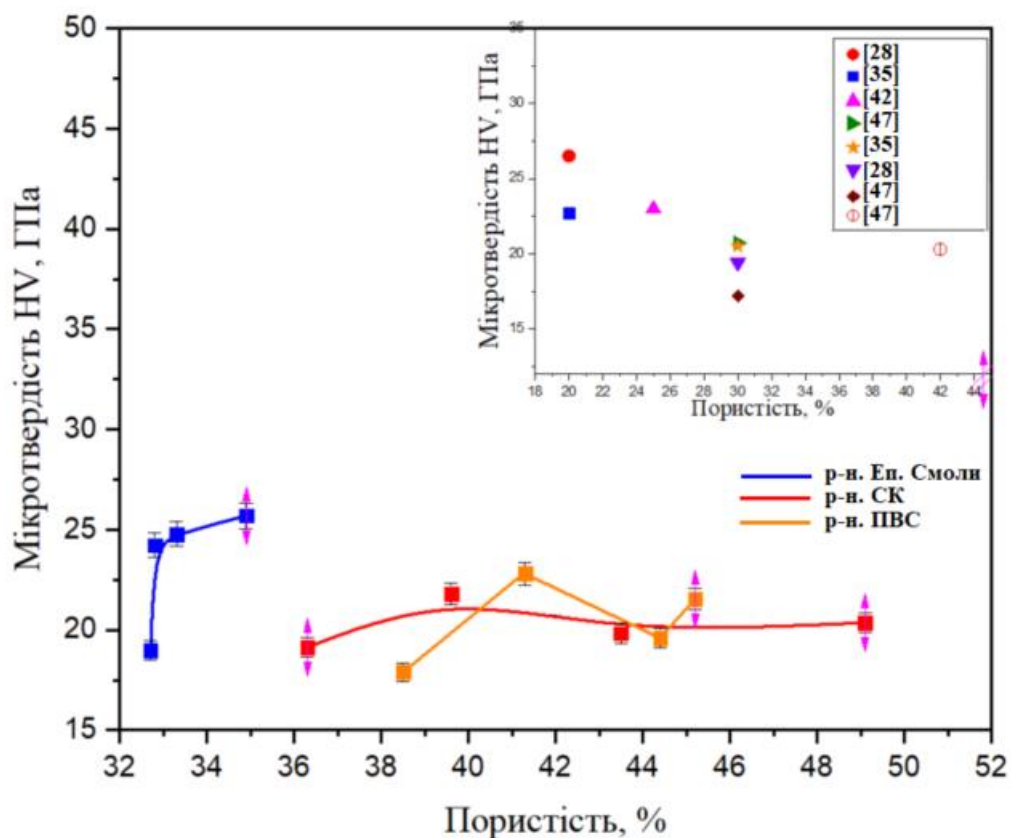 Мікротвердість HV, ГПа
50
45
40
35
30
25
20
15
32 34 36 38 40 42 44 46 48 50 52
Пористість, %
Мікротвердість HV, ГПа
35
30
25
20
15
18 20 22 24 26 28 30 32 34 36 38 40 42 44
Пористість, %
[28]
[35]
[42]
[47]
[35]
[28]
[47]
[47]
р-н. Еп. Смоли
р-н. СК
р-н. ПВС